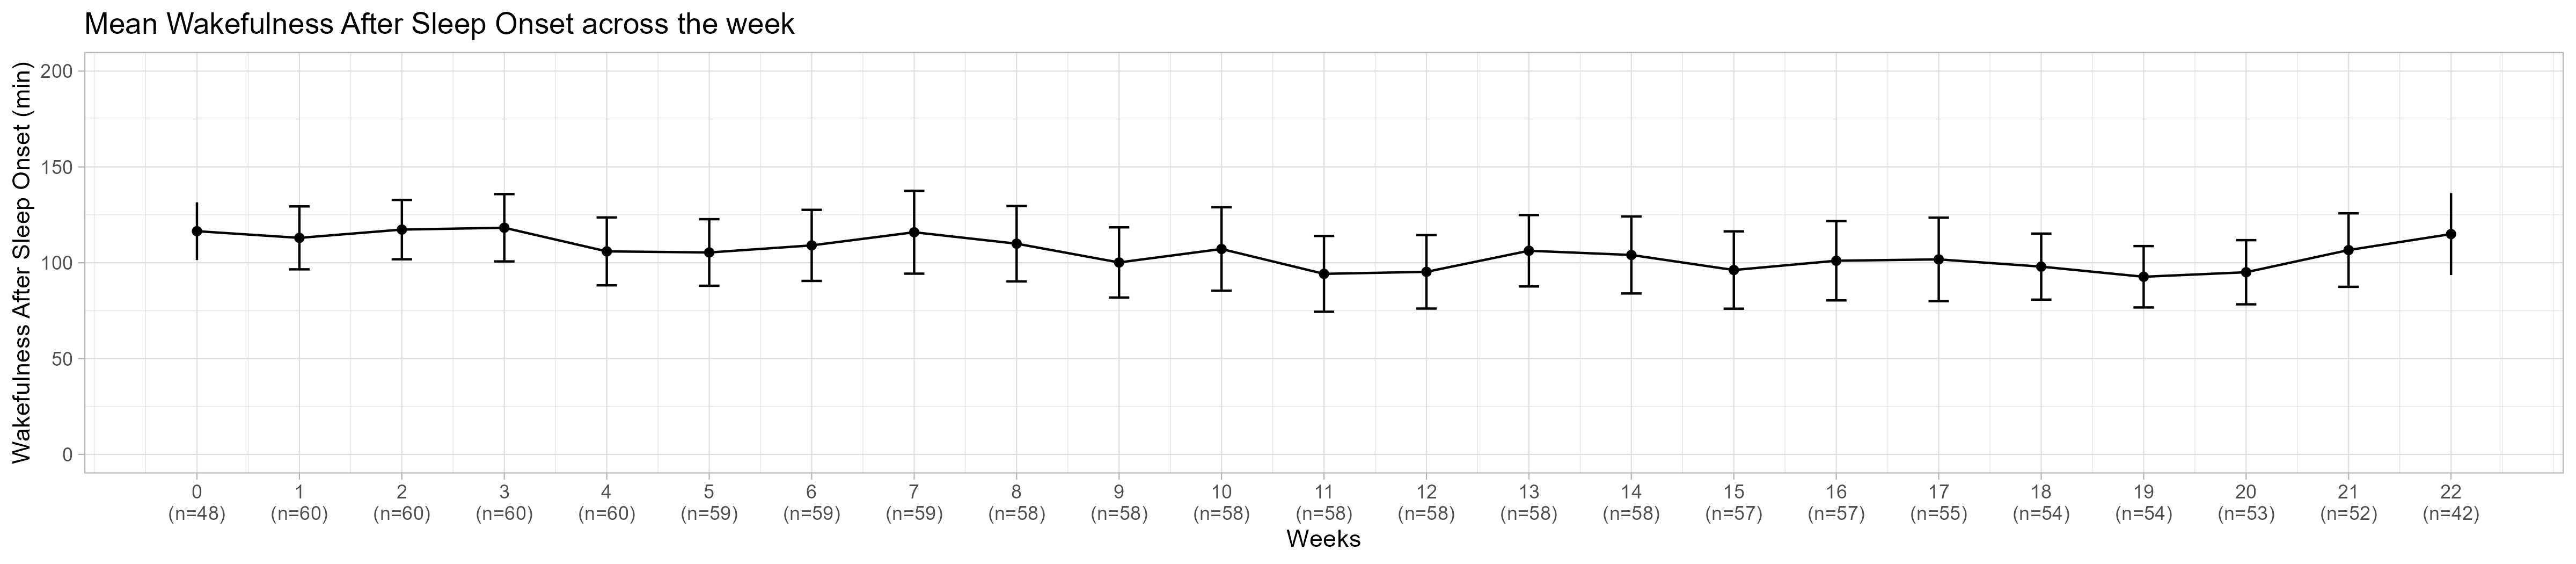 Mean Wakefulness After Sleep Onset across the week
Wakefulness After Sleep Onset (min)
200
150
100
50
0
0 1 2 3 4 5 6 7 8 9 10 11 12 13 14 15 16 17 18 19 20 21 22
(n=48) (n=60) (n=60) (n=60) (n=60) (n=59) (n=59) (n=59) (n=58) (n=58) (n=58) (n=58) (n=58) (n=58) (n=58) (n=57) (n=57) (n=55) (n=54) (n=54) (n=53) (n=52) (n=42)
Weeks